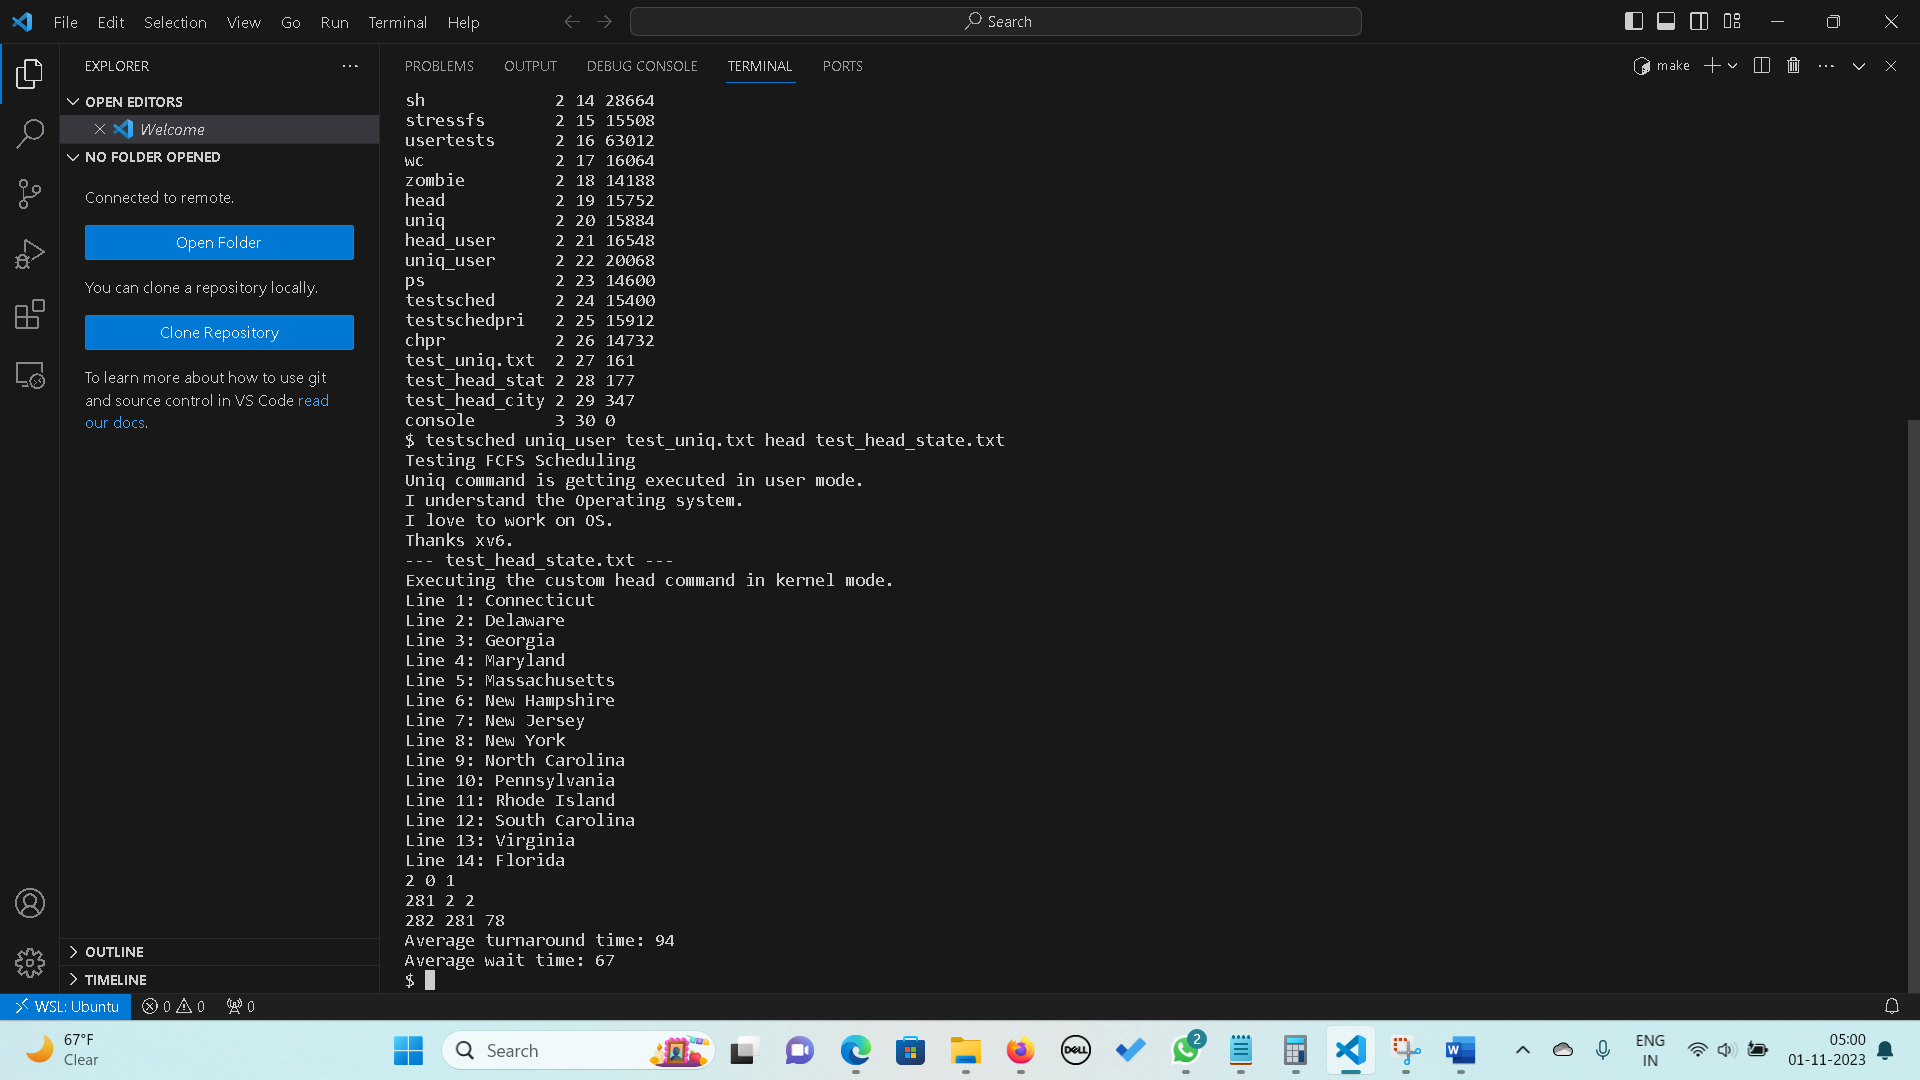 File Edit Selection View Go Run Terminal Help
Search
EXPLORER
OPEN EDITORS
Welcome
NO FOLDER OPENED
Connected to remote.
Open Folder
You can clone a repository locally.
Clone Repository
To learn more about how to use git
and source control in VS Code read
our docs.
OUTLINE
TIMELINE
PROBLEMS OUTPUT DEBUG CONSOLE TERMINAL PORTS
make
sh 2 14 28664
stressfs 2 15 15508
usertests 2 16 63012
wc 2 17 16064
zombie 2 18 14188
head 2 19 15752
uniq 2 20 15884
head_user 2 21 16548
uniq_user 2 22 20068
ps 2 23 14600
testsched 2 24 15400
testschedpri 2 25 15912
chpr 2 26 14732
test_uniq.txt 2 27 161
test_head_stat 2 28 177
test_head_city 2 29 347
console 3 30 0
$ testsched uniq_user test_uniq.txt head test_head_state.txt
Testing FCFS Scheduling
Uniq command is getting executed in user mode.
I understand the Operating system.
I love to work on OS.
Thanks xv6.
--- test_head_state.txt ---
Executing the custom head command in kernel mode.
Line 1: Connecticut
Line 2: Delaware
Line 3: Georgia
Line 4: Maryland
Line 5: Massachusetts
Line 6: New Hampshire
Line 7: New Jersey
Line 8: New York
Line 9: North Carolina
Line 10: Pennsylvania
Line 11: Rhode Island
Line 12: South Carolina
Line 13: Virginia
Line 14: Florida
2 0 1
281 2 2
282 281 78
Average turnaround time: 94
Average wait time: 67
$
WSL: Ubuntu 0 0 0
67°F
Clear
Search
DELL
2
W
ENG
IN
05:00
01-11-2023